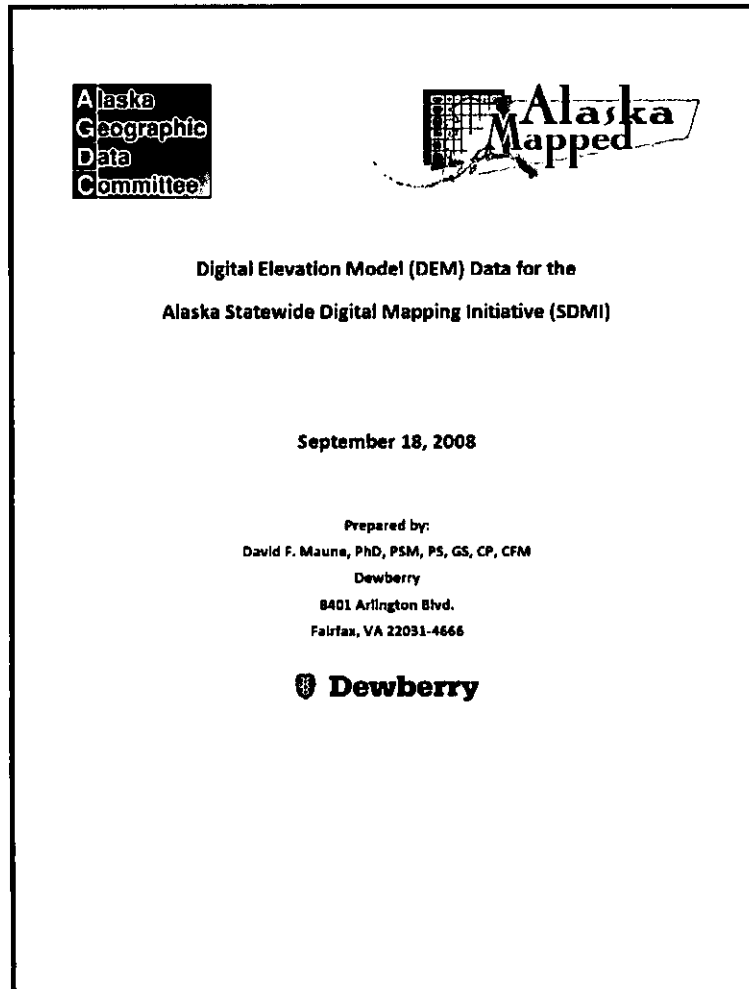 Alaska
Geographic
Data
Committee
Alaska
Mapped
Digital Elevation Model (DEM) Data for the
Alaska Statewide Digital Mapping Initiative (SDMI)
September 18, 2008
Prepared by:
David F. Maune, PhD, PSM, PS, GS, CP, CFM
Dewberry
8401 Arlington Blvd.
Fairfax, VA 22031-4666
Dewberry